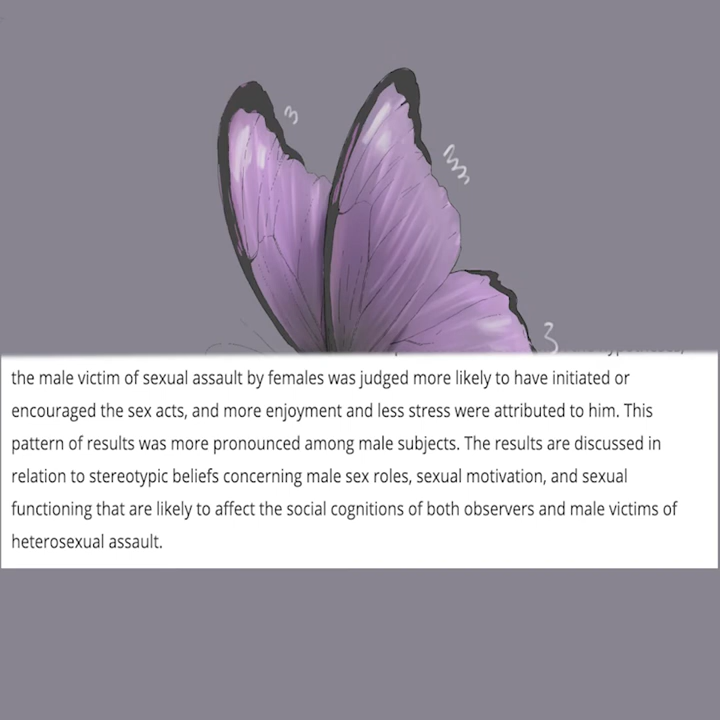 the male victim of sexual assault by females was judged more likely to have initiated or
encouraged the sex acts, and more enjoyment and less stress were attributed to him. This
pattern of results was more pronounced among male subjects. The results are discussed in
relation to stereotypic beliefs concerning male sex roles, sexual motivation, and sexual
functioning that are likely to affect the social cognitions of both observers and male victims of
heterosexual assault.